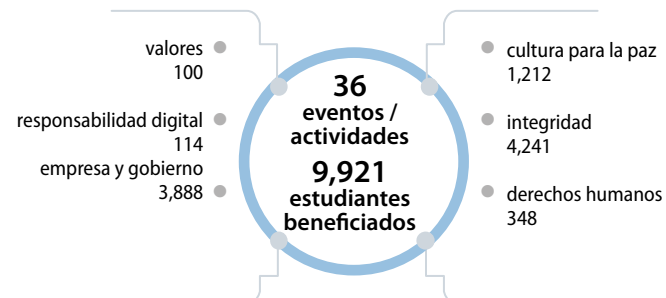 valores
100
responsabilidad digital
114
empresa y gobierno
3,888
36
eventos /
actividades
9,921
estudiantes
beneficiados
cultura para la paz
1,212
integridad
4,241
derechos humanos
348